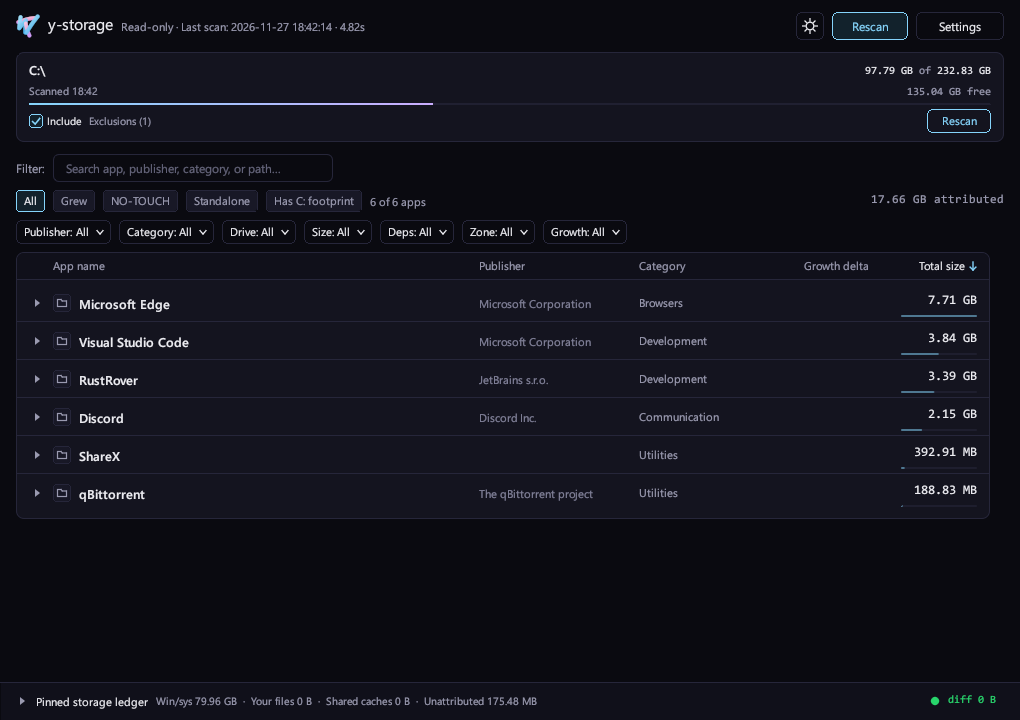 y-storage Read-only · Last scan: 2026-11-27 18:42:14 · 4.82s Rescan Settings
C:\ 97.79 GB of 232.83 GB
Scanned 18:42 135.04 GB free
Include Exclusions (1) Rescan
Filter: Search app, publisher, category, or path...
All Grew NO-TOUCH Standalone Has C: footprint 6 of 6 apps 17.66 GB attributed
Publisher: All Category: All Drive: All Size: All Deps: All Zone: All Growth: All
App name Publisher Category Growth delta Total size ↓
Microsoft Edge Microsoft Corporation Browsers 7.71 GB
Visual Studio Code Microsoft Corporation Development 3.84 GB
RustRover JetBrains s.r.o. Development 3.39 GB
Discord Discord Inc. Communication 2.15 GB
ShareX Utilities 392.91 MB
qBittorrent The qBittorrent project Utilities 188.83 MB
Pinned storage ledger Win/sys 79.96 GB · Your files 0 B · Shared caches 0 B · Unattributed 175.48 MB diff 0 B